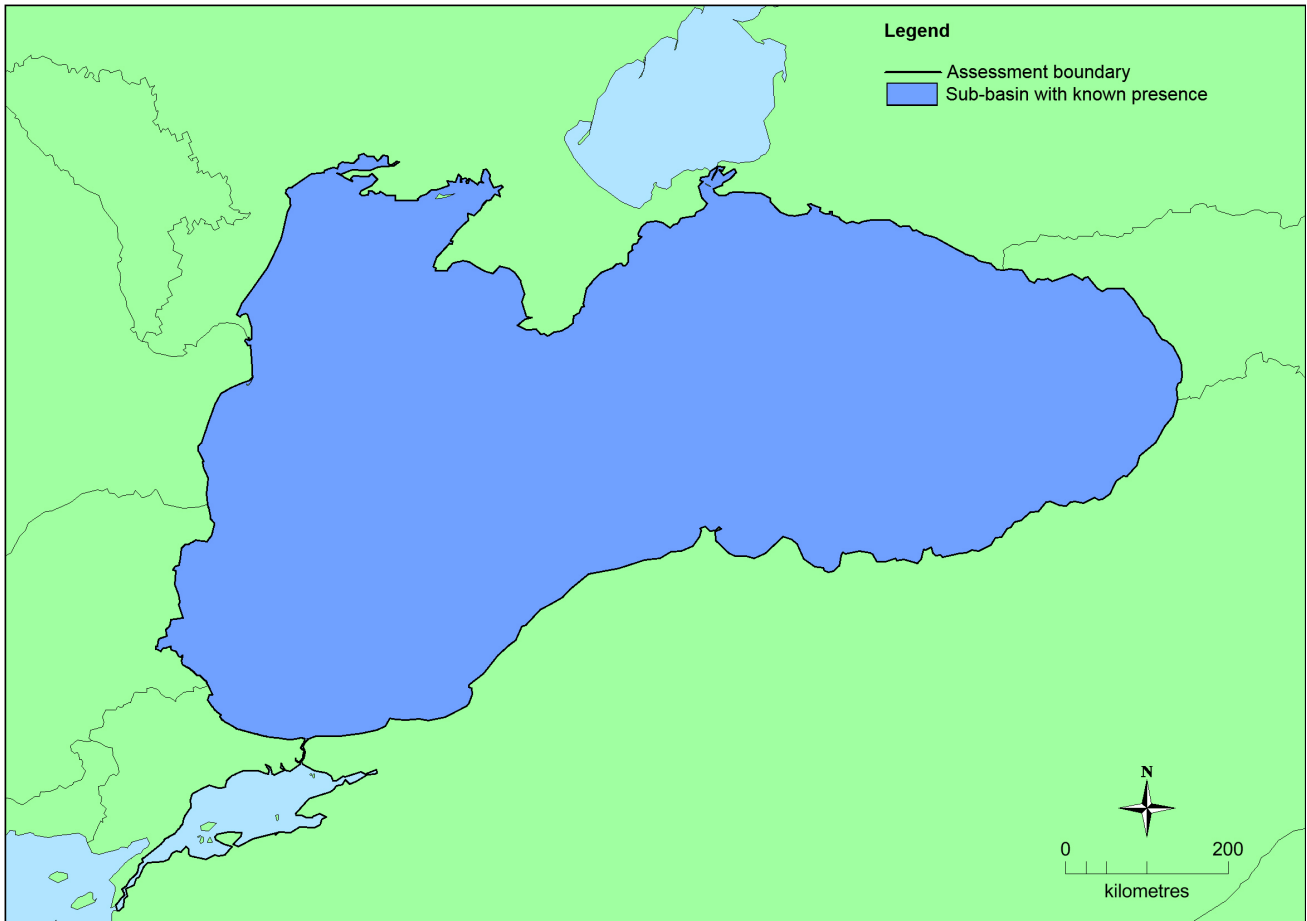 Legend
Assessment boundary
Sub-basin with known presence
N
0 200
kilometres